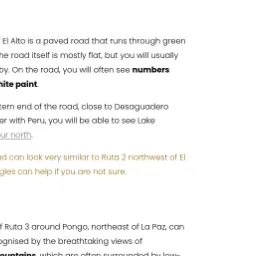 El Alto is a paved road that runs through green
he road itself is mostly flat, but you will usually
by. On the road, you will often see numbers
hite paint.
tern end of the road, close to Desaguadero
er with Peru, you will be able to see Lake
our north.
ad can look very similar to Ruta 2 northwest of El
gles can help if you are not sure.
f Ruta 3 around Pongo, northeast of La Paz, can
ognised by the breathtaking views of
ountains, which are often surrounded by low-